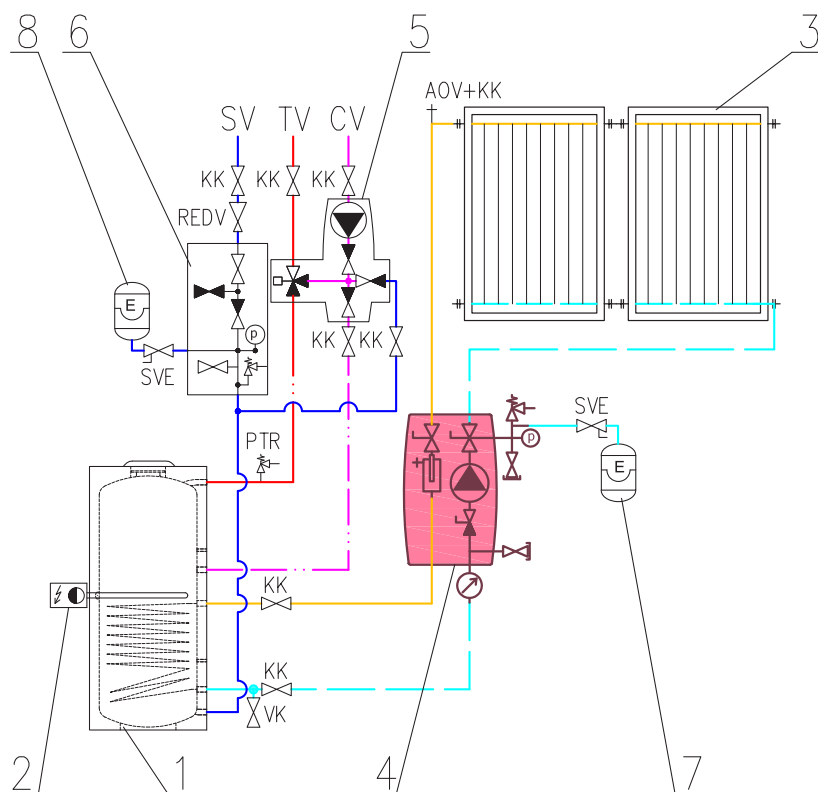 8 6 5 3
AOV+KK
SV TV CV
KK KK KK
REDV
E
p
KK KK
SVE
SVE
PTR
p
E
KK
KK
VK
2 1 4 7